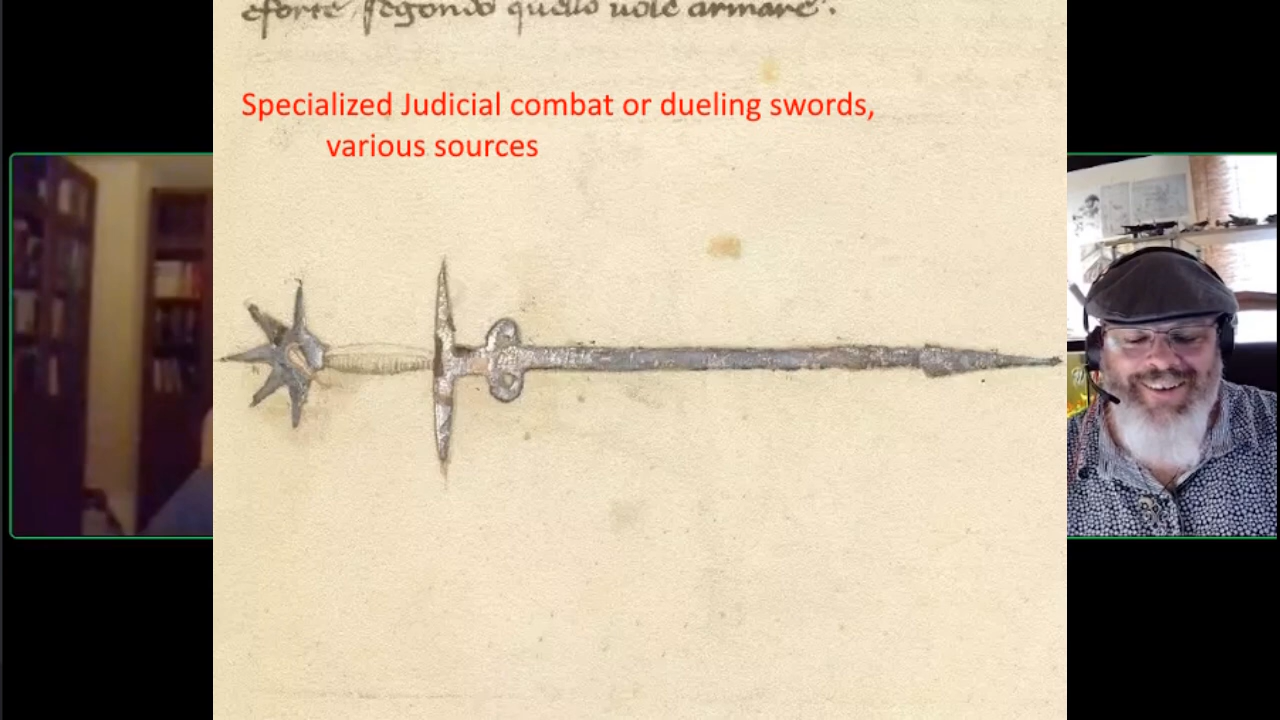 eforte segondo quello uole armare.
Specialized Judicial combat or dueling swords,
various sources